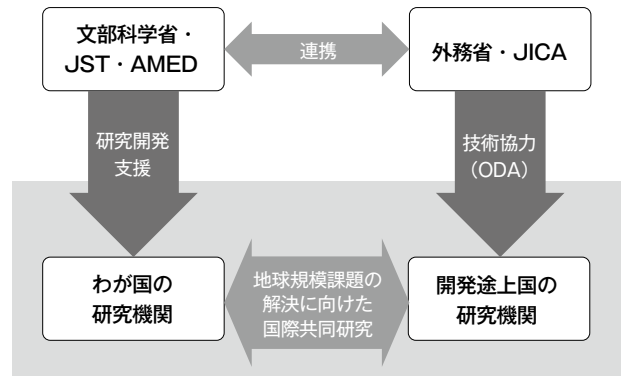 文部科学省・
JST・AMED
連携
外務省・JICA
研究開発
支援
技術協力
（ODA）
わが国の
研究機関
地球規模課題の
解決に向けた
国際共同研究
開発途上国の
研究機関